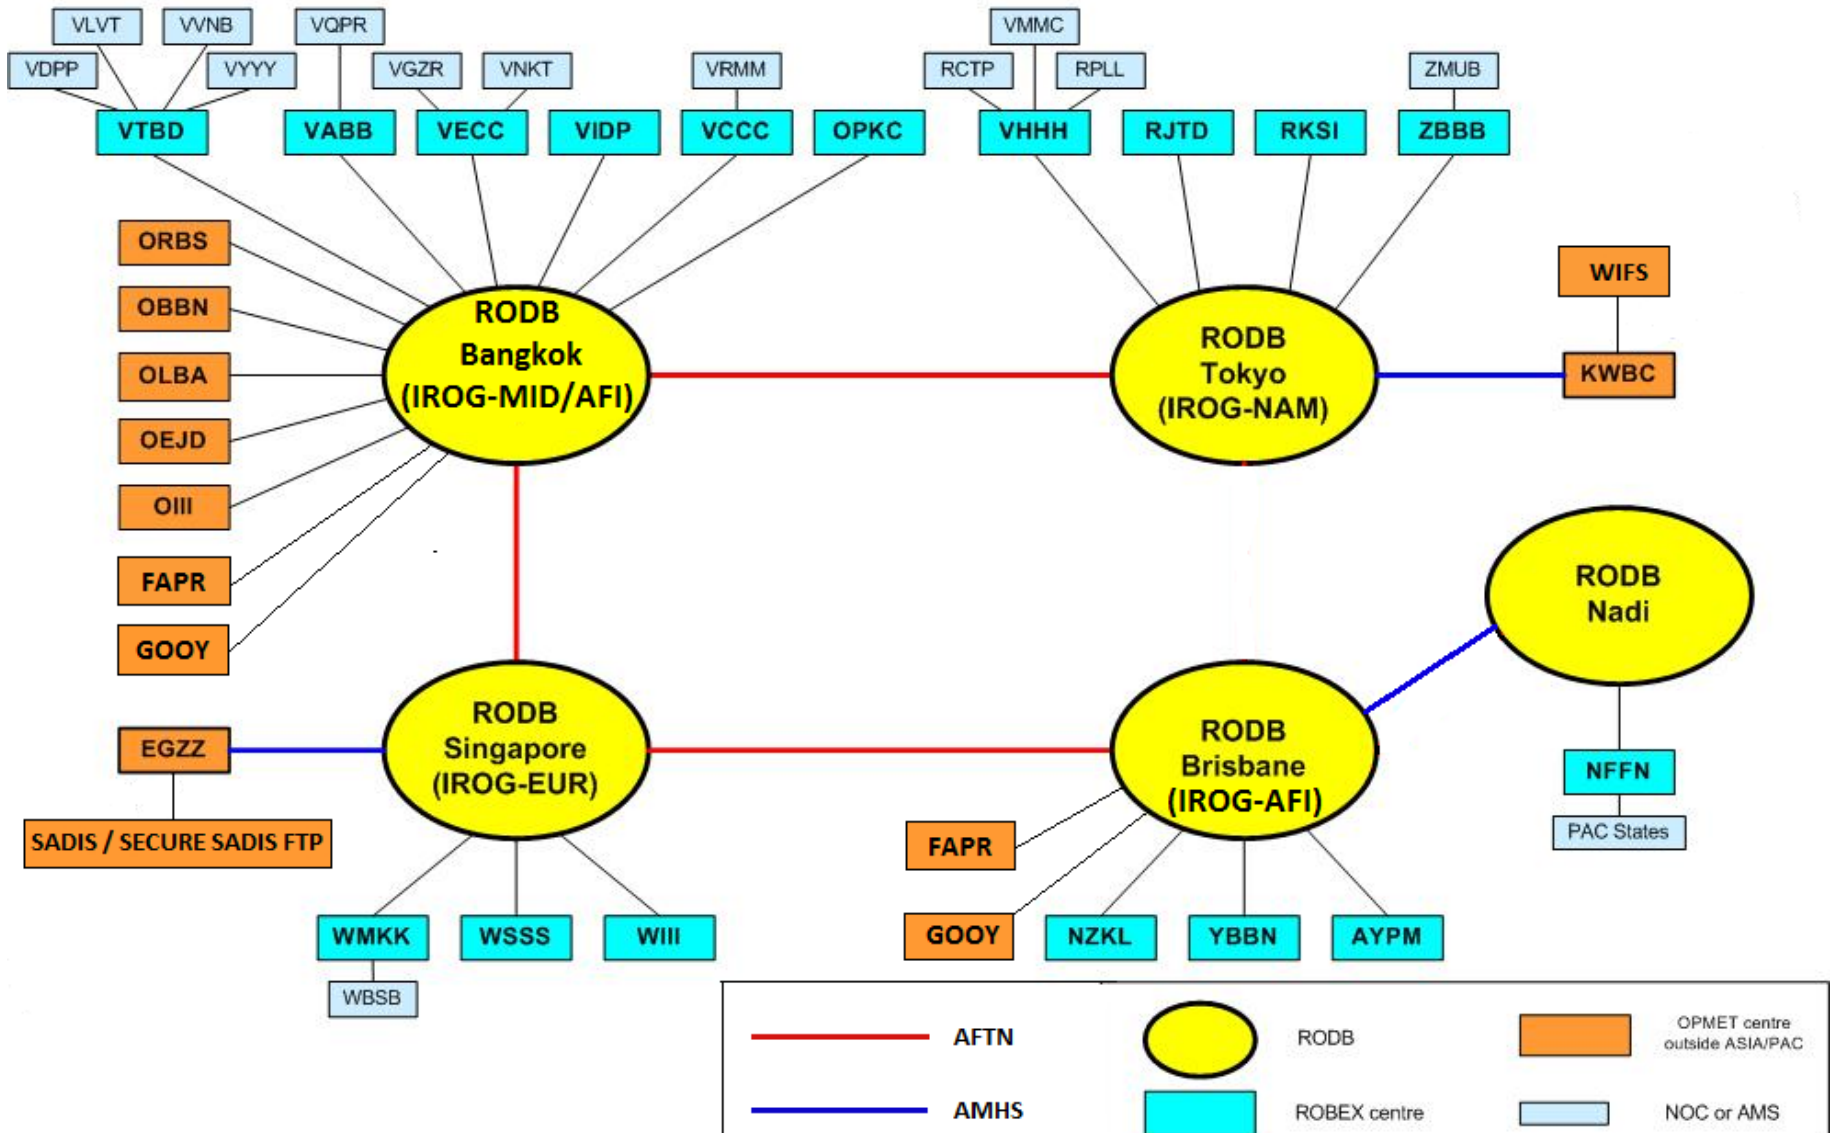 VLVT
VVNB
VQPR
VMMC
VDPP
VYYY
VGZR
VNKT
VRMM
RCTP
RPLL
ZMUB
VTBD
VABB
VECC
VIDP
VCCC
OPKC
VHHH
RJTD
RKSI
ZBBB
ORBS
OBBN
OLBA
OEJD
OIII
FAPR
GOOY
RODB
Bangkok
(IROG-MID/AFI)
RODB
Tokyo
(IROG-NAM)
WIFS
KWBC
RODB
Nadi
NFFN
PAC States
EGZZ
SADIS / SECURE SADIS FTP
RODB
Singapore
(IROG-EUR)
RODB
Brisbane
(IROG-AFI)
FAPR
GOOY
WMKK
WSSS
WIII
WBSB
NZKL
YBBN
AYPM
AFTN
AMHS
RODB
ROBEX centre
OPMET centre
outside ASIA/PAC
NOC or AMS